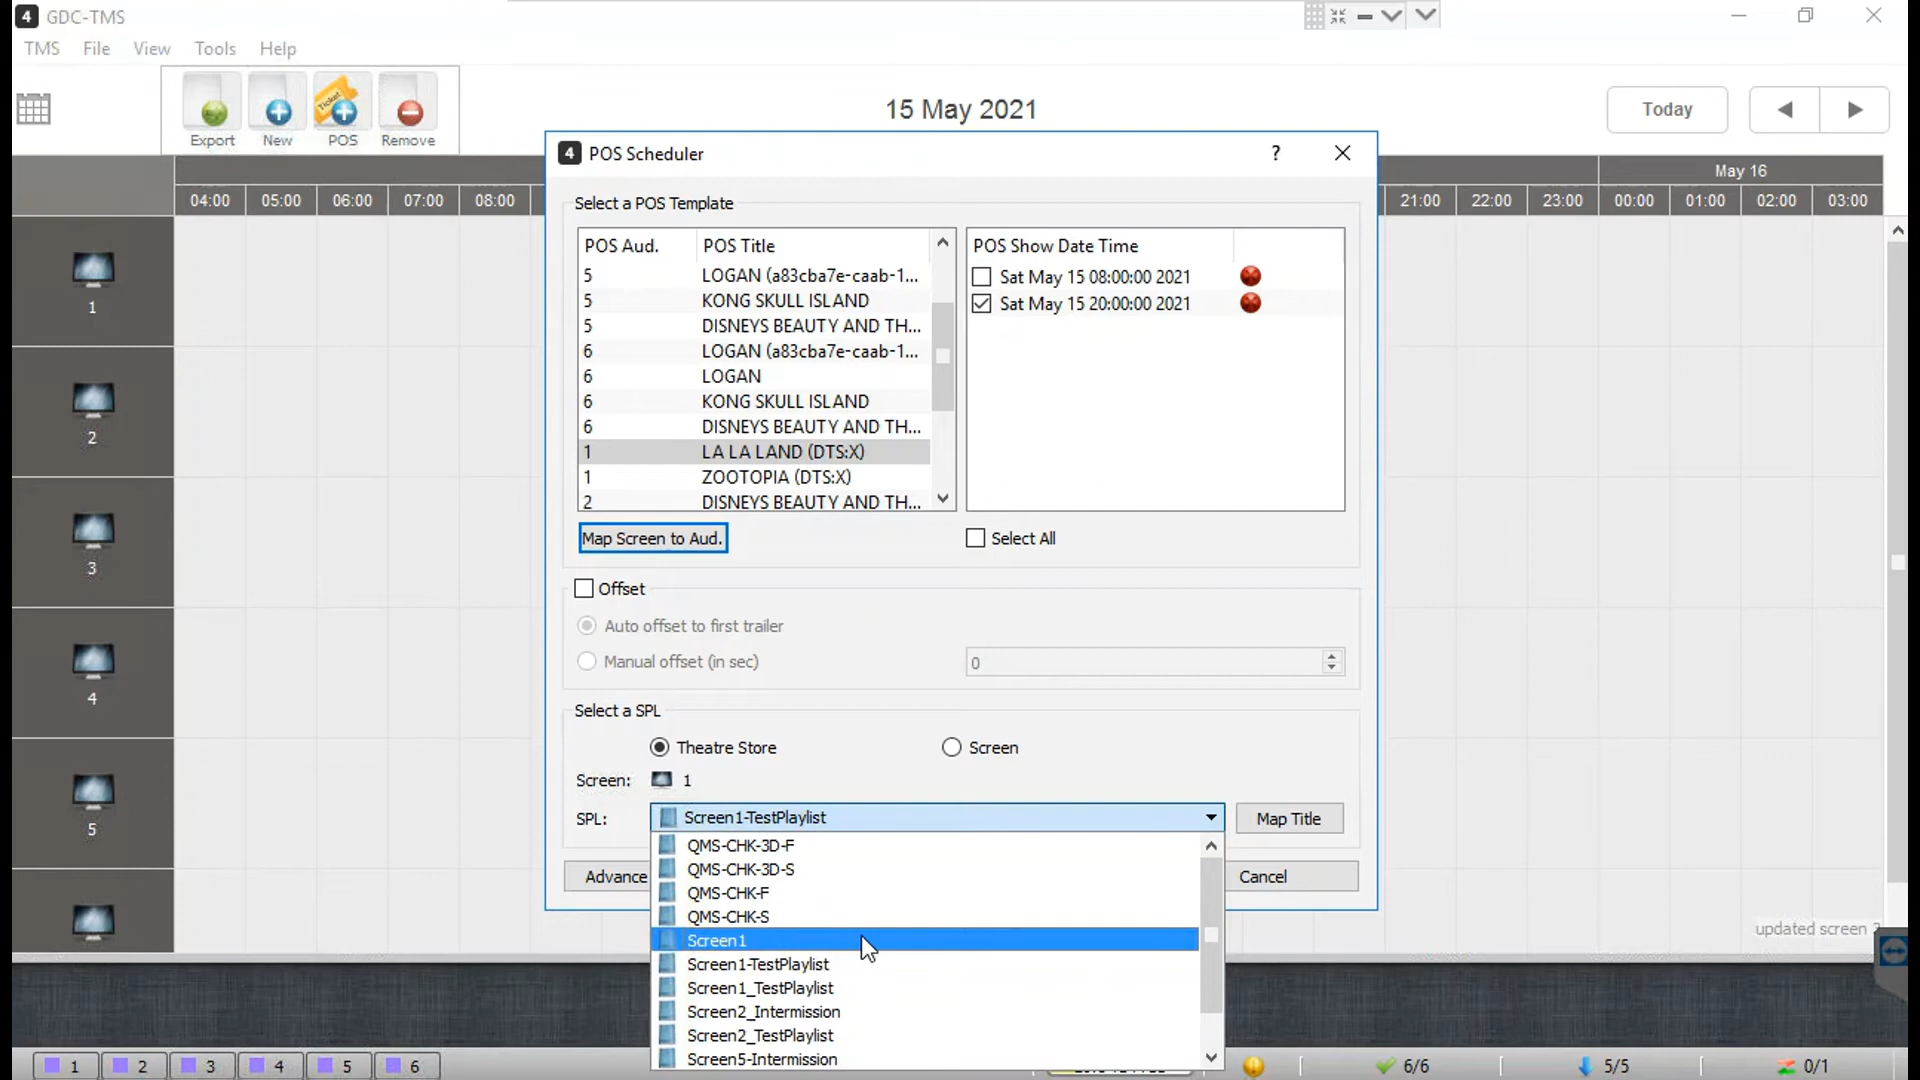 4 GDC-TMS
TMS File View Tools Help
Export New POS Remove
Ticket
15 May 2021
Today
4 POS Scheduler ?
May 16
04:00 05:00 06:00 07:00 08:00 21:00 22:00 23:00 00:00 01:00 02:00 03:00
Select a POS Template
POS Aud. POS Title POS Show Date Time
5 LOGAN (a83cba7e-caab-1...
5 KONG SKULL ISLAND
5 DISNEYS BEAUTY AND TH...
6 LOGAN (a83cba7e-caab-1...
6 LOGAN
6 KONG SKULL ISLAND
6 DISNEYS BEAUTY AND TH...
1 LA LA LAND (DTS:X)
1 ZOOTOPIA (DTS:X)
2 DISNEYS BEAUTY AND TH...
Sat May 15 08:00:00 2021
Sat May 15 20:00:00 2021
Map Screen to Aud. Select All
Offset
Auto offset to first trailer
Manual offset (in sec) 0
Select a SPL
Theatre Store Screen
Screen: 1
SPL: Screen1-TestPlaylist Map Title
QMS-CHK-3D-F
QMS-CHK-3D-S
QMS-CHK-F
QMS-CHK-S
Screen1
Screen1-TestPlaylist
Screen1_TestPlaylist
Screen2_Intermission
Screen2_TestPlaylist
Screen5-Intermission
Advance Cancel
1
2
3
4
5
updated screen
1 2 3 4 5 6 6/6 5/5 0/1